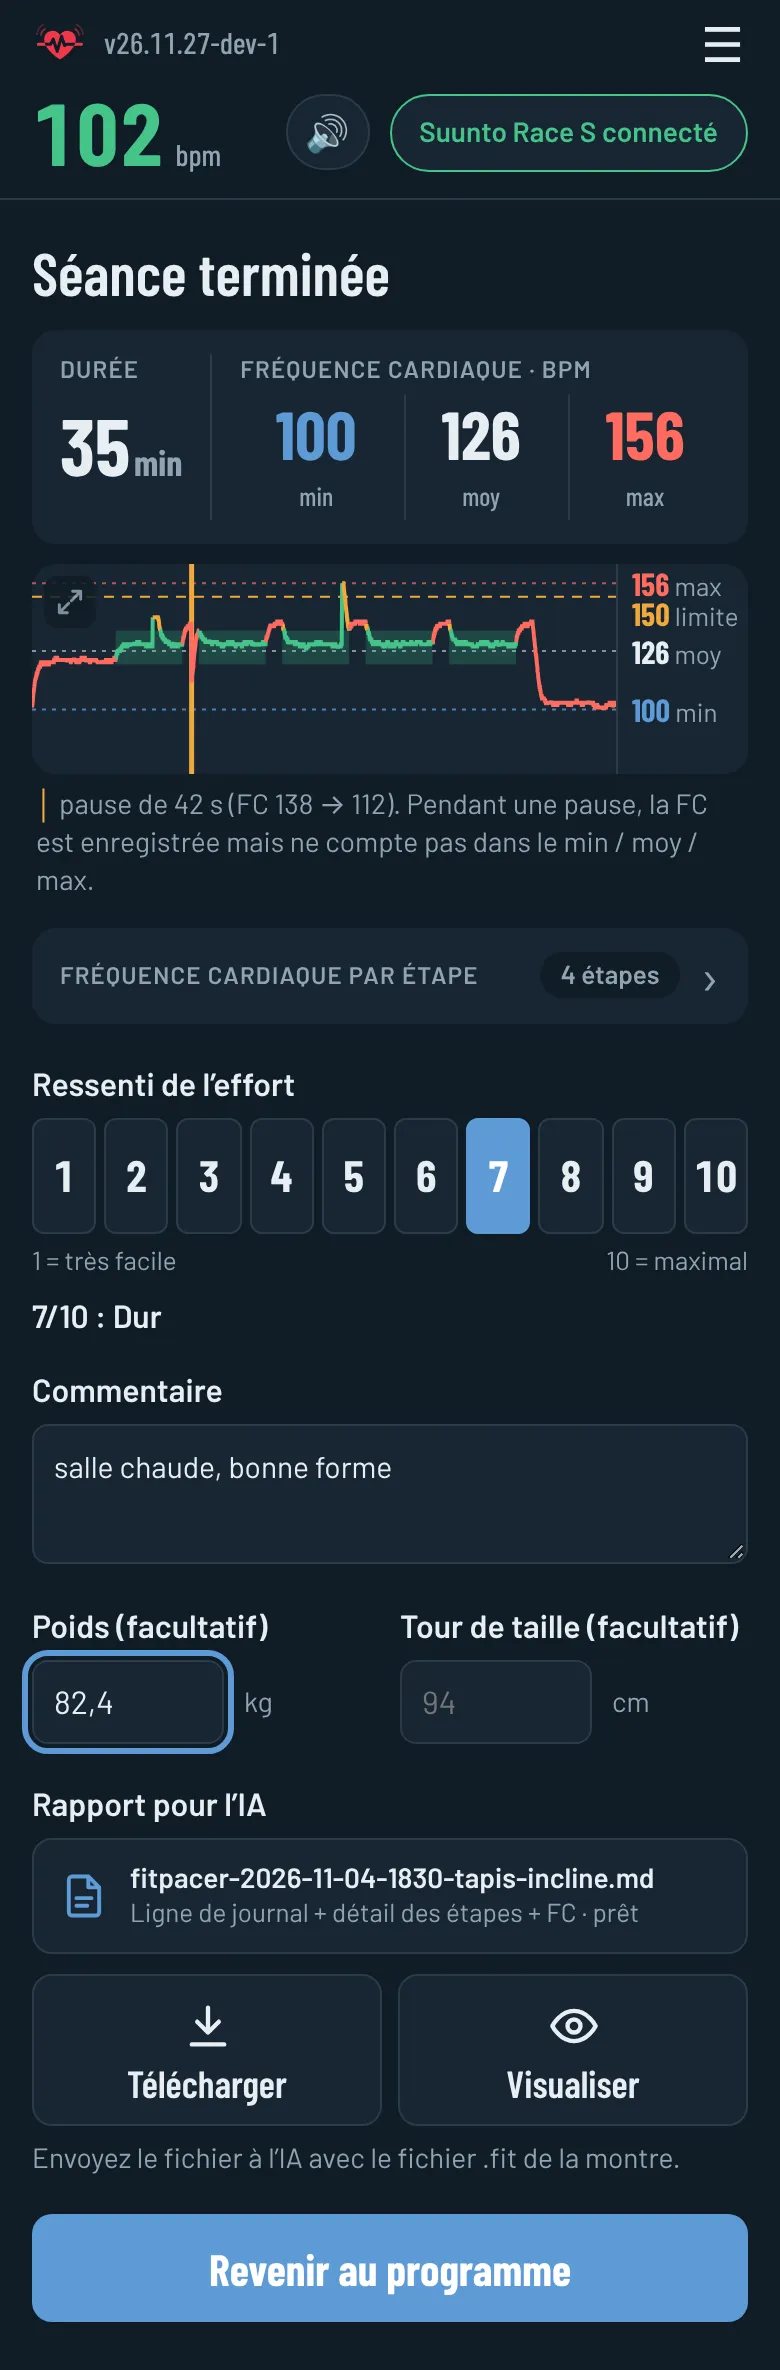 v26.11.27-dev-1
102 bpm
Suunto Race S connecté
Séance terminée
DURÉE
35 min
FRÉQUENCE CARDIAQUE · BPM
100 126 156
min moy max
156 max
150 limite
126 moy
100 min
pause de 42 s (FC 138 → 112). Pendant une pause, la FC
est enregistrée mais ne compte pas dans le min / moy /
max.
FRÉQUENCE CARDIAQUE PAR ÉTAPE 4 étapes ›
Ressenti de l’effort
1 2 3 4 5 6 7 8 9 10
1 = très facile 10 = maximal
7/10 : Dur
Commentaire
salle chaude, bonne forme
Poids (facultatif) Tour de taille (facultatif)
82,4 kg 94 cm
Rapport pour l’IA
fitpacer-2026-11-04-1830-tapis-incline.md
Ligne de journal + détail des étapes + FC · prêt
Télécharger Visualiser
Envoyez le fichier à l’IA avec le fichier .fit de la montre.
Revenir au programme